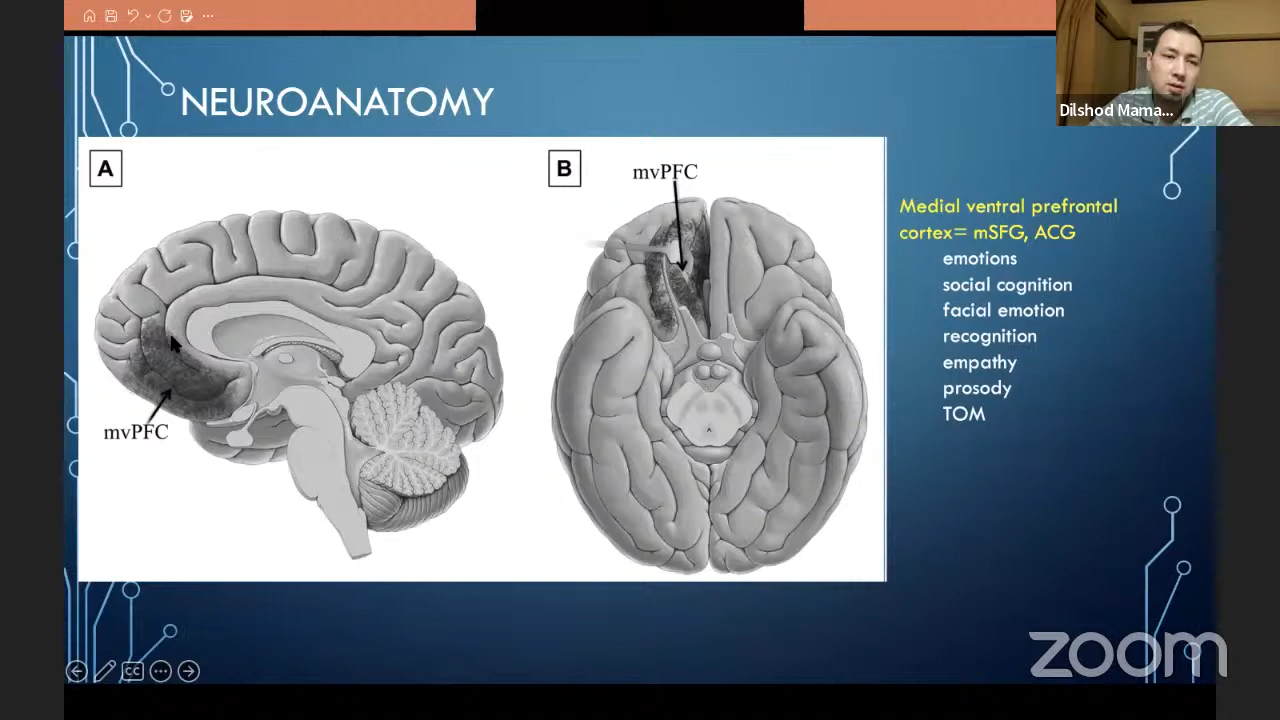 NEUROANATOMY
A
mvPFC
B
mvPFC
Medial ventral prefrontal
cortex= mSFG, ACG
emotions
social cognition
facial emotion
recognition
empathy
prosody
TOM
Dilshod Mama...
CC
zoom